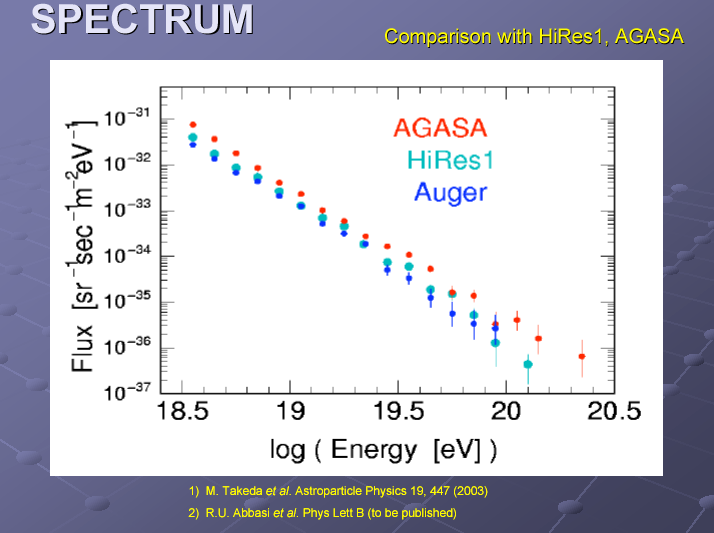 SPECTRUM
Comparison with HiRes1, AGASA
Flux [sr⁻¹sec⁻¹m⁻²eV⁻¹]
10⁻³¹
10⁻³²
10⁻³³
10⁻³⁴
10⁻³⁵
10⁻³⁶
10⁻³⁷
AGASA
HiRes1
Auger
18.5 19 19.5 20 20.5
log ( Energy [eV] )
1) M. Takeda et al. Astroparticle Physics 19, 447 (2003)
2) R.U. Abbasi et al. Phys Lett B (to be published)